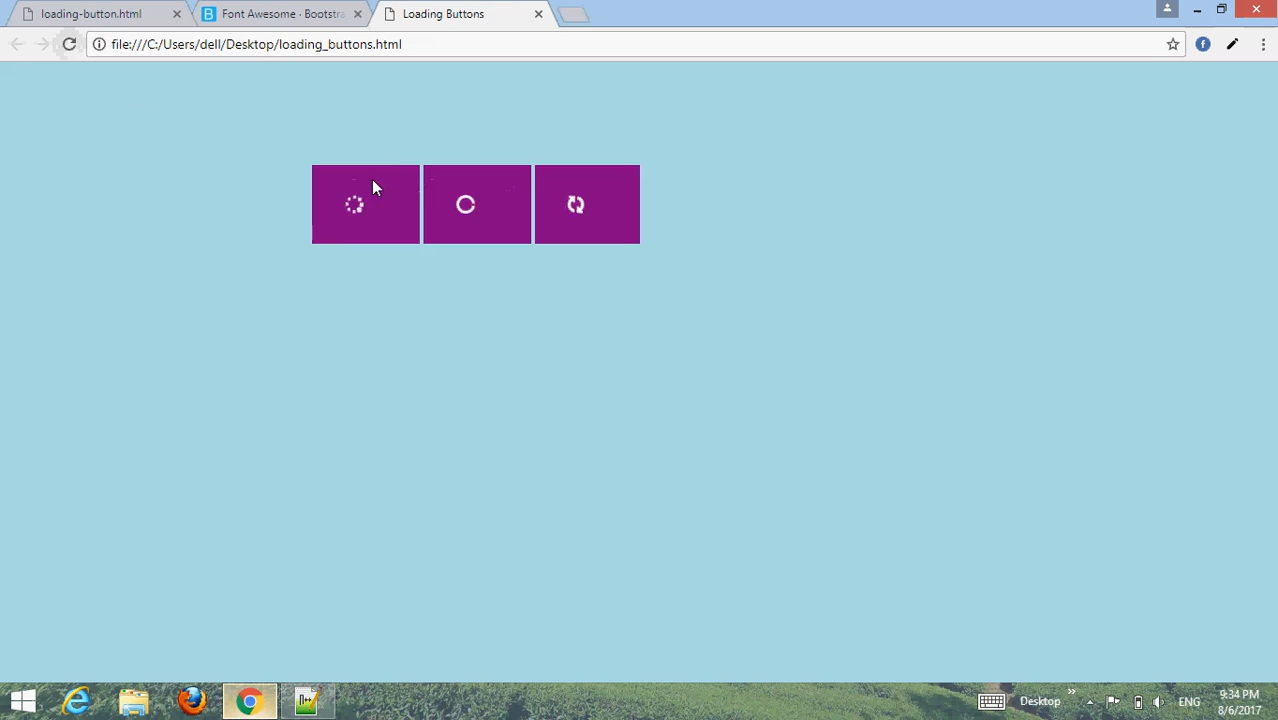 loading-button.html
Font Awesome · Bootstra
Loading Buttons
file:///C:/Users/dell/Desktop/loading_buttons.html
Desktop
ENG
9:34 PM
8/6/2017